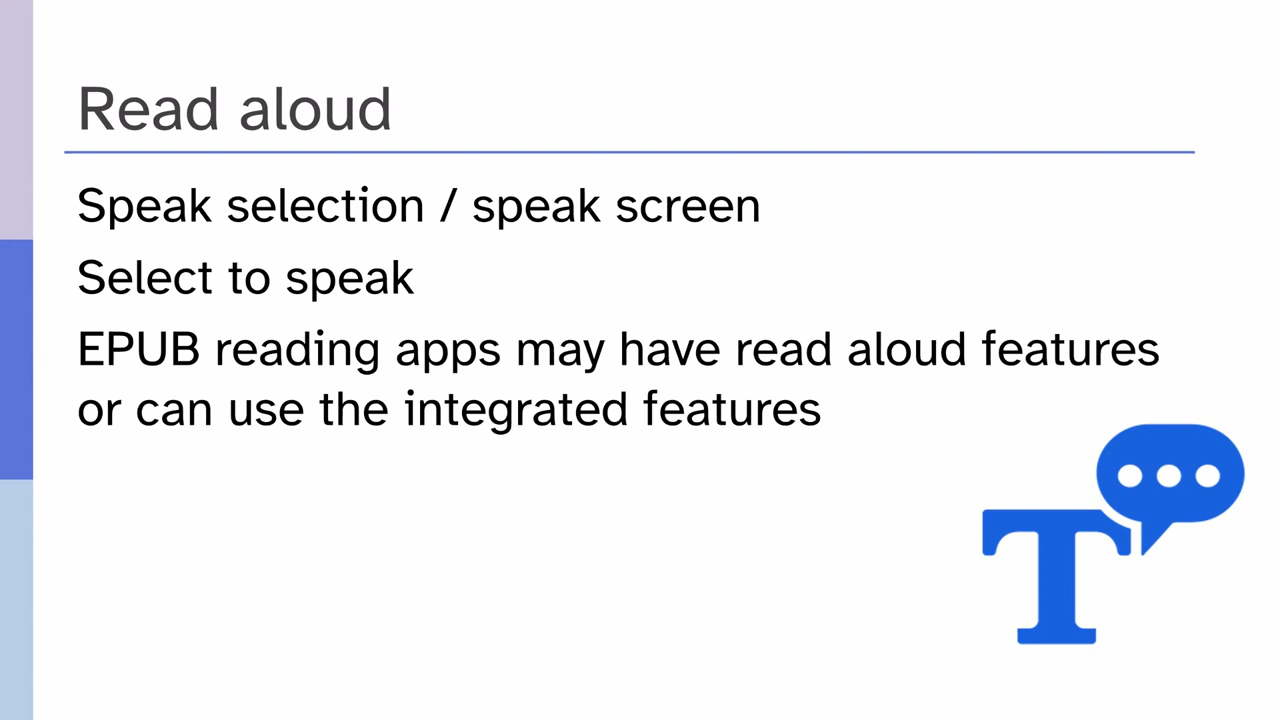 Read aloud
Speak selection / speak screen
Select to speak
EPUB reading apps may have read aloud features
or can use the integrated features
T